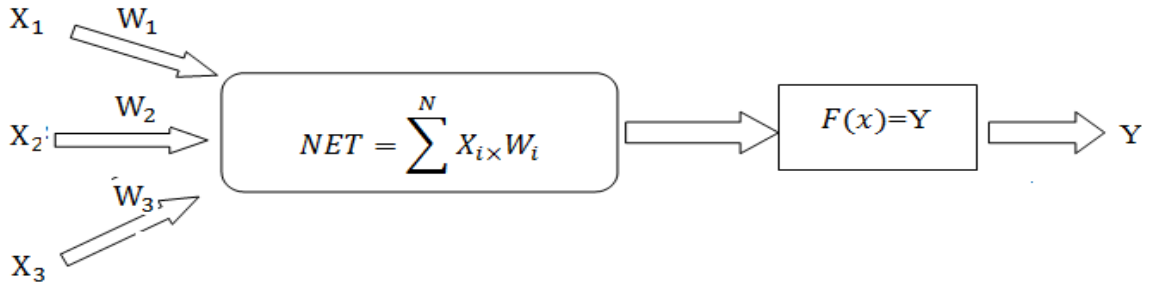 X₁
W₁
W₂
X₂
W₃
X₃
NET = ∑ᴺ Xᵢ×Wᵢ
F(x)=Y
Y